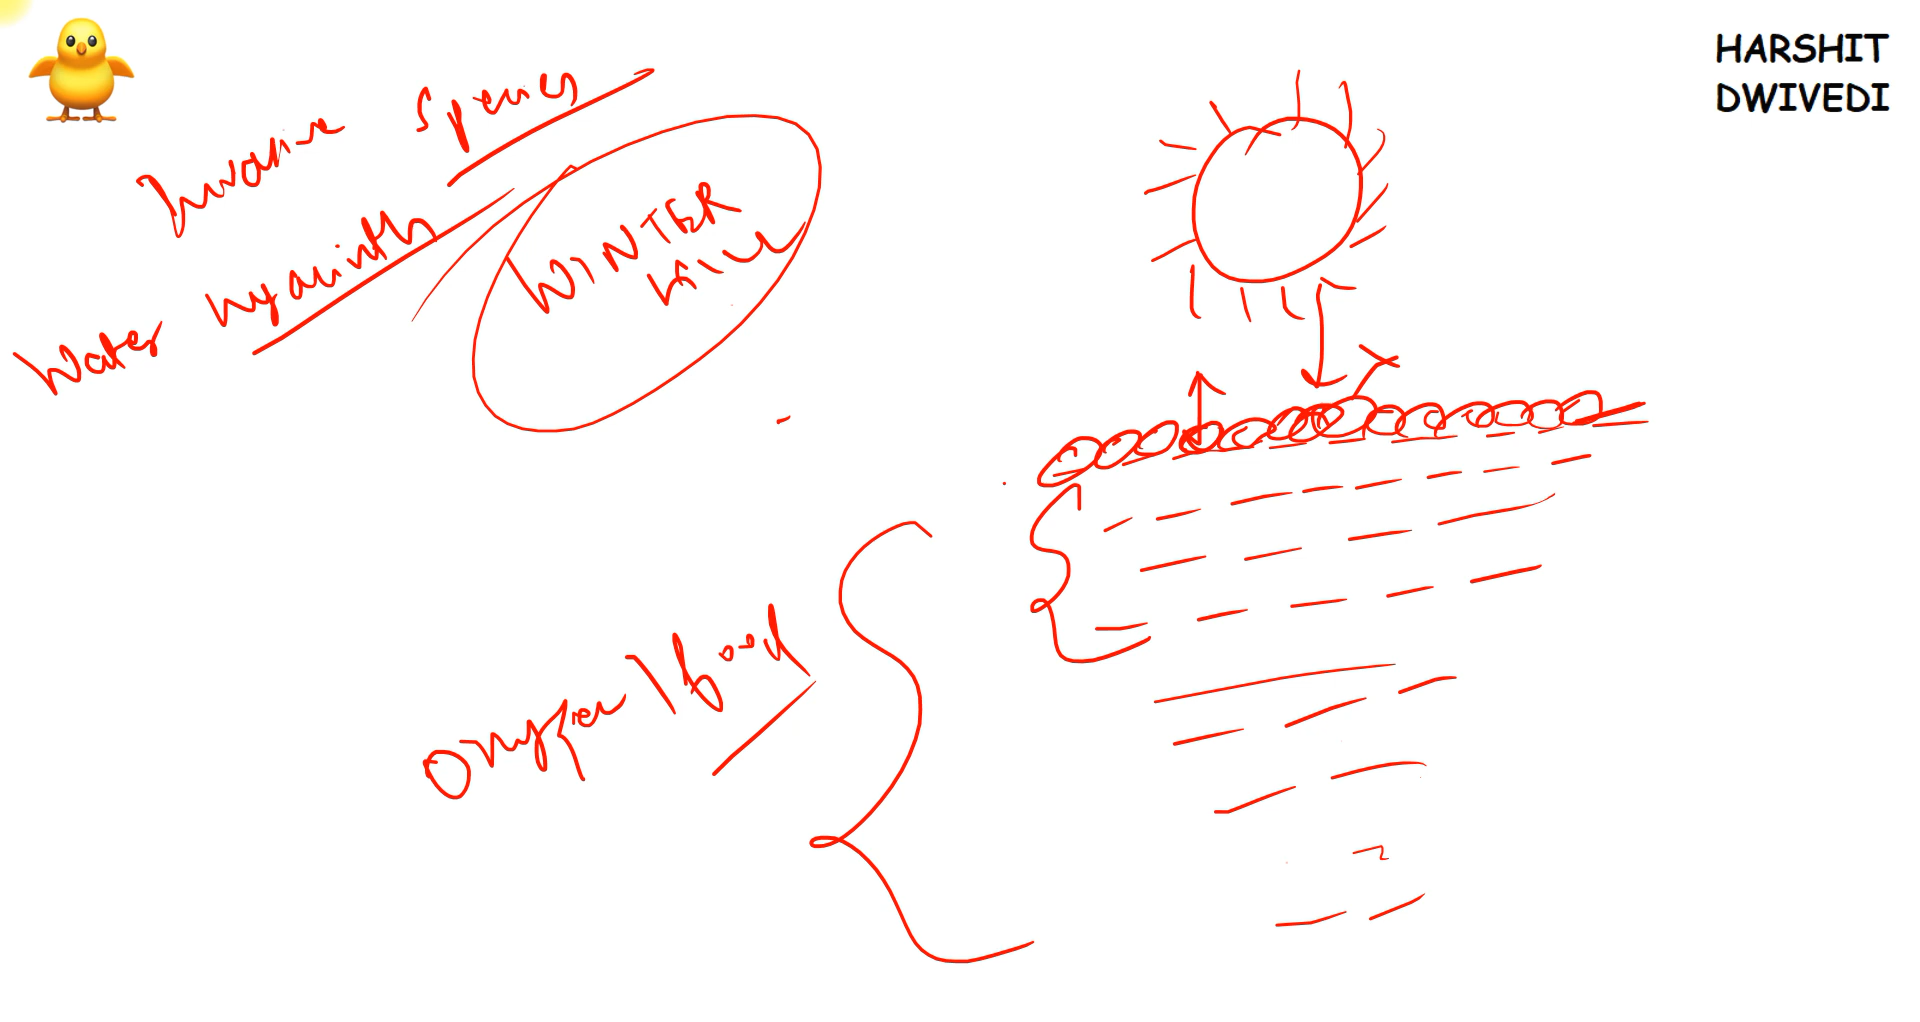 HARSHIT
DWIVEDI
Invasive Species
Water hyacinth
WINTER
Kill
Oxygen / food